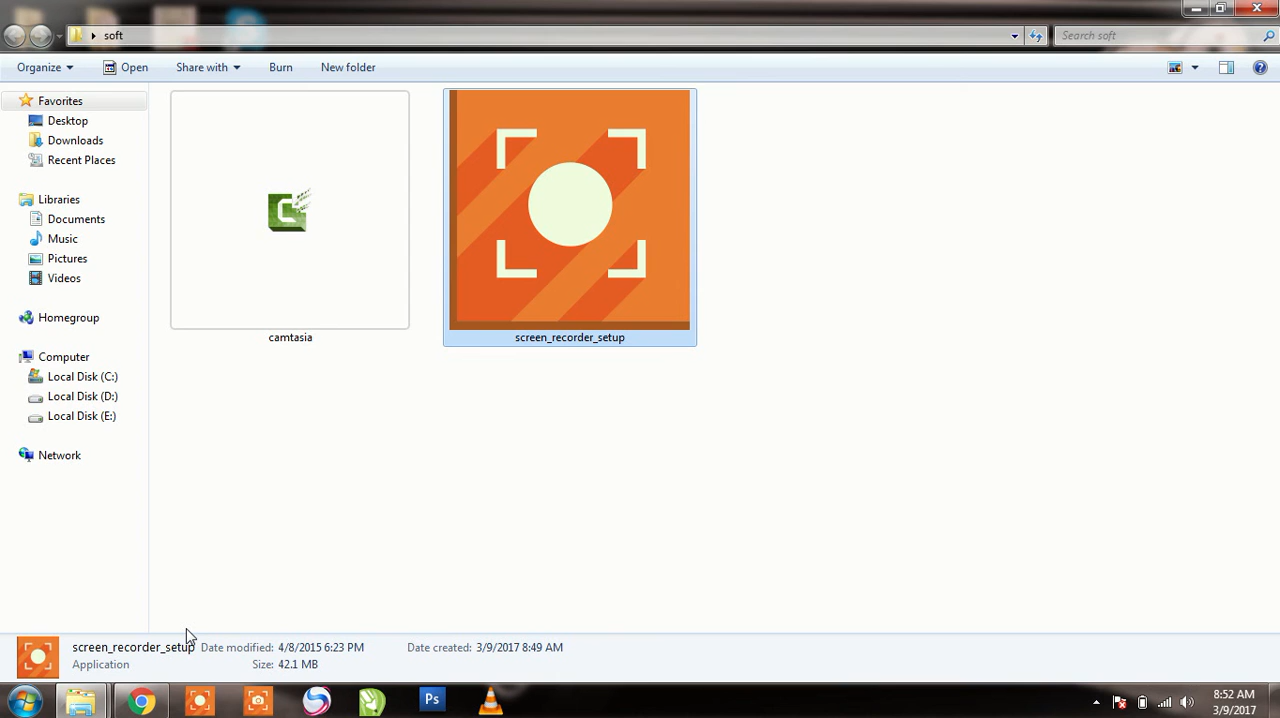 soft
Search soft
Organize Open Share with Burn New folder
Favorites
Desktop
Downloads
Recent Places
Libraries
Documents
Music
Pictures
Videos
Homegroup
Computer
Local Disk (C:)
Local Disk (D:)
Local Disk (E:)
Network
camtasia
screen_recorder_setup
screen_recorder_setup Date modified: 4/8/2015 6:23 PM Date created: 3/9/2017 8:49 AM
Application Size: 42.1 MB
Ps
8:52 AM
3/9/2017